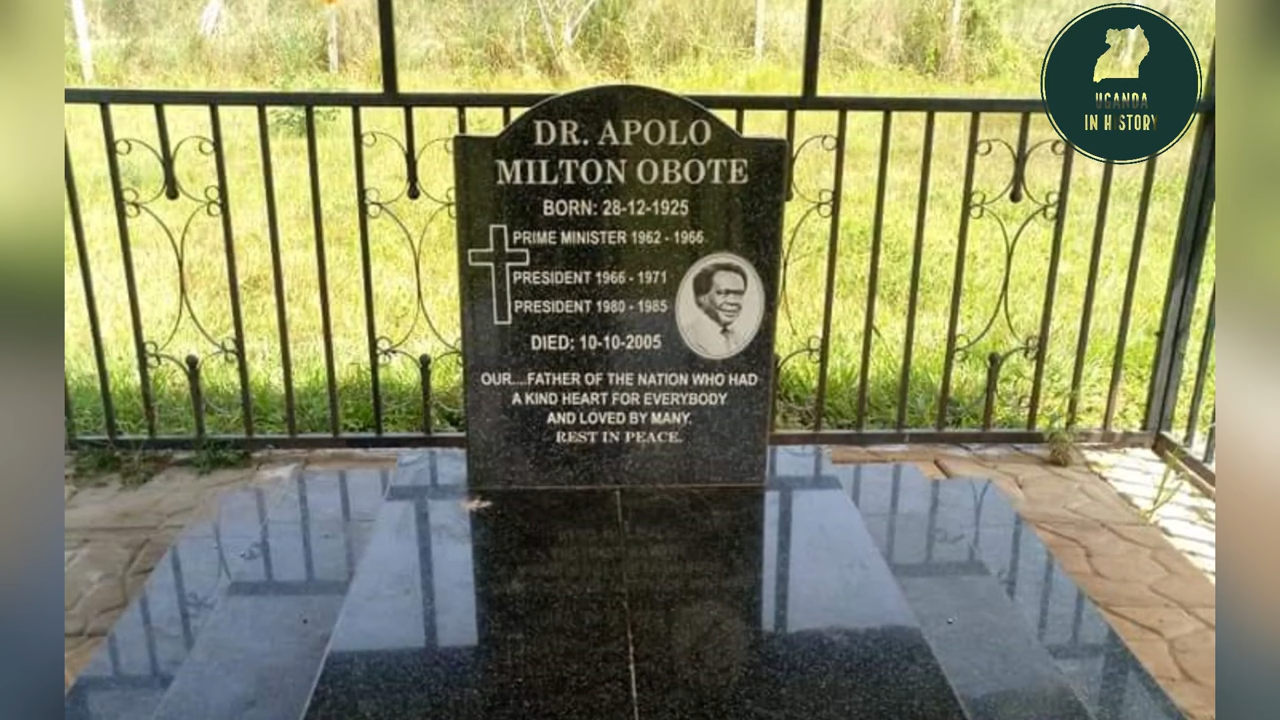 DR. APOLO
MILTON OBOTE
BORN: 28-12-1925
PRIME MINISTER 1962 - 1966
PRESIDENT 1966 - 1971
PRESIDENT 1980 - 1985
DIED: 10-10-2005
OUR....FATHER OF THE NATION WHO HAD
A KIND HEART FOR EVERYBODY
AND LOVED BY MANY.
REST IN PEACE.
UGANDA
IN HISTORY